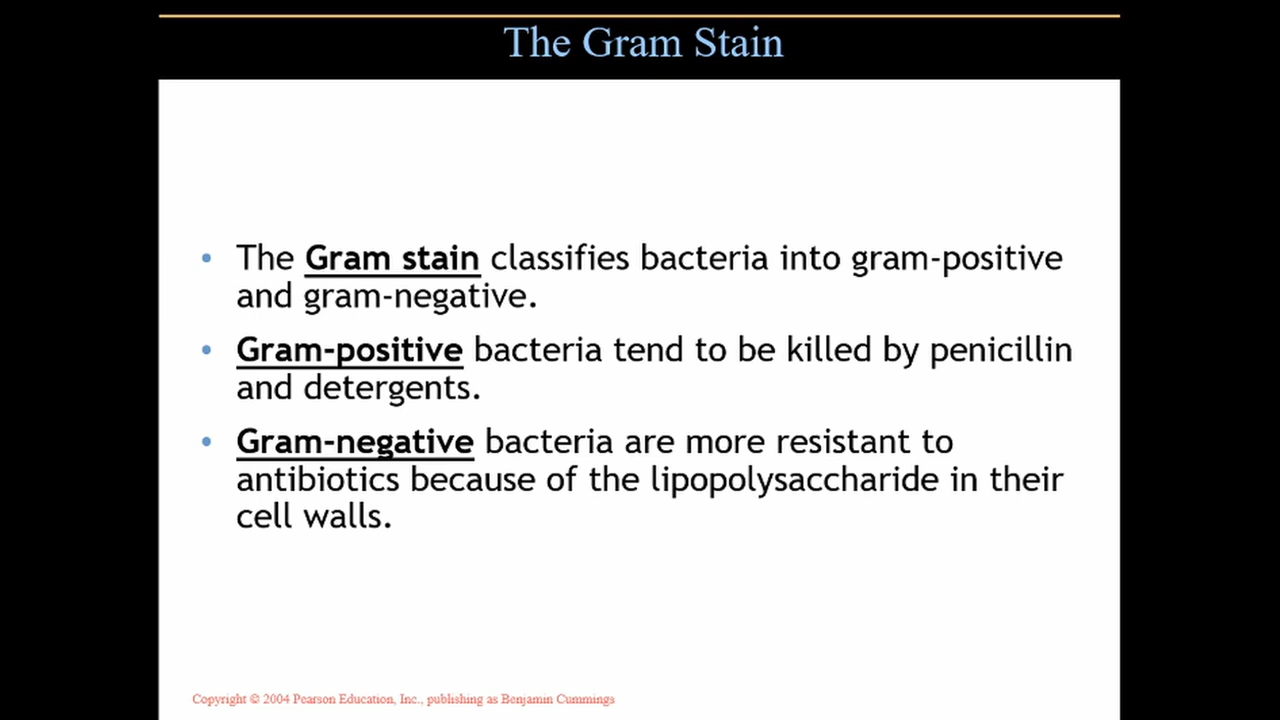 The Gram Stain
• The Gram stain classifies bacteria into gram-positive
and gram-negative.
• Gram-positive bacteria tend to be killed by penicillin
and detergents.
• Gram-negative bacteria are more resistant to
antibiotics because of the lipopolysaccharide in their
cell walls.
Copyright © 2004 Pearson Education, Inc., publishing as Benjamin Cummings